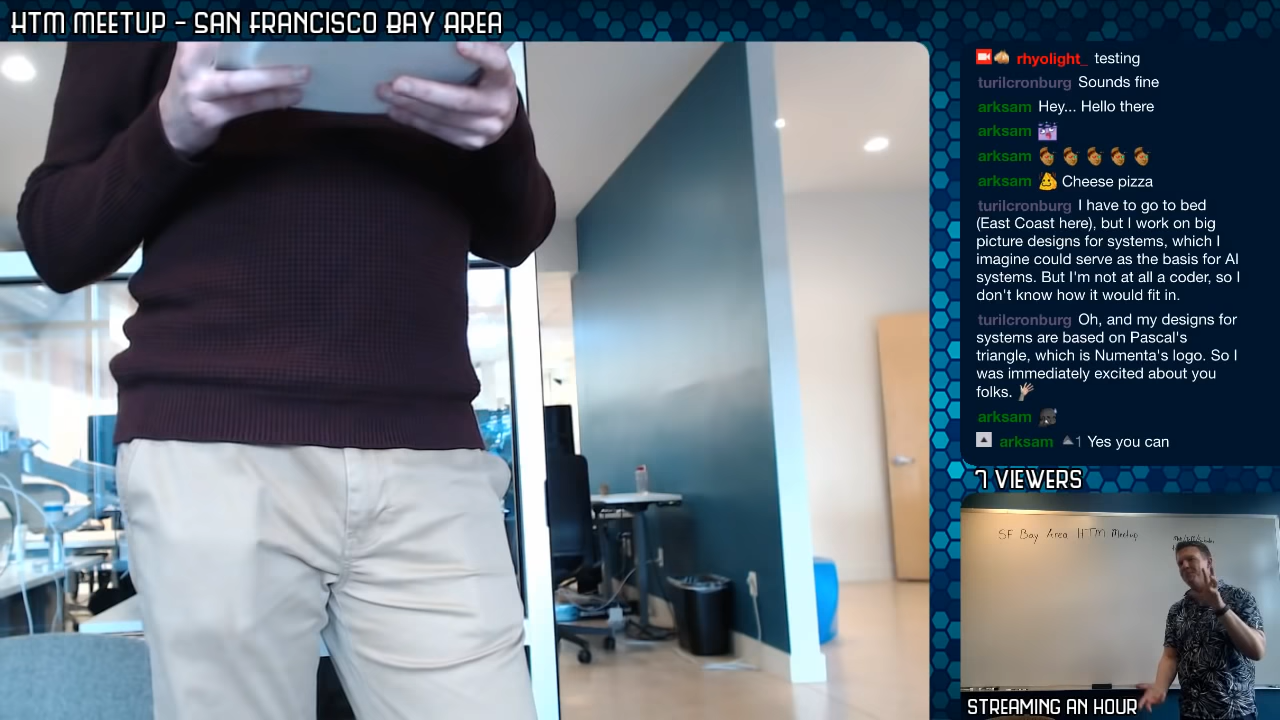 HTM MEETUP - SAN FRANCISCO BAY AREA
rhyolight_ testing
turilcronburg Sounds fine
arksam Hey... Hello there
arksam
arksam
arksam Cheese pizza
turilcronburg I have to go to bed
(East Coast here), but I work on big
picture designs for systems, which I
imagine could serve as the basis for AI
systems. But I'm not at all a coder, so I
don't know how it would fit in.
turilcronburg Oh, and my designs for
systems are based on Pascal's
triangle, which is Numenta's logo. So I
was immediately excited about you
folks.
arksam
arksam 1 Yes you can
7 VIEWERS
SF Bay Area HTM Meetup
STREAMING AN HOUR